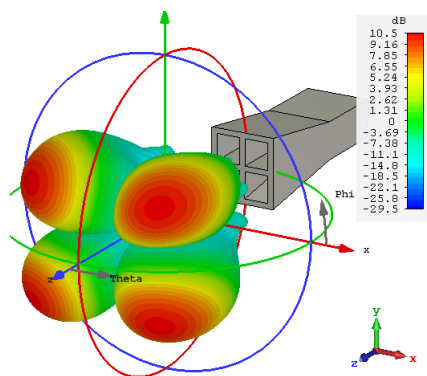 dB
10.5
9.16
7.85
6.55
5.24
3.93
2.62
1.31
0
-3.69
-7.38
-11.1
-14.8
-18.5
-22.1
-25.8
-29.5
Phi
x
z
Theta
y
z
x